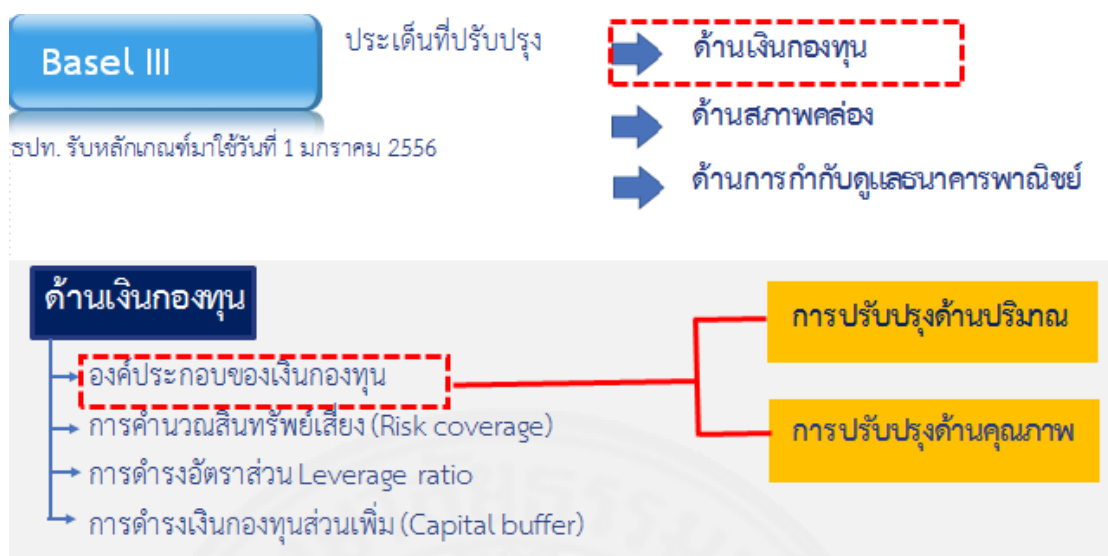 Basel III
ประเด็นที่ปรับปรุง
ด้านเงินกองทุน
ด้านสภาพคล่อง
ด้านการกำกับดูแลธนาคารพาณิชย์
ธปท. รับหลักเกณฑ์มาใช้วันที่ 1 มกราคม 2556
ด้านเงินกองทุน
องค์ประกอบของเงินกองทุน
การคำนวณสินทรัพย์เสี่ยง (Risk coverage)
การดำรงอัตราส่วน Leverage ratio
การดำรงเงินกองทุนส่วนเพิ่ม (Capital buffer)
การปรับปรุงด้านปริมาณ
การปรับปรุงด้านคุณภาพ